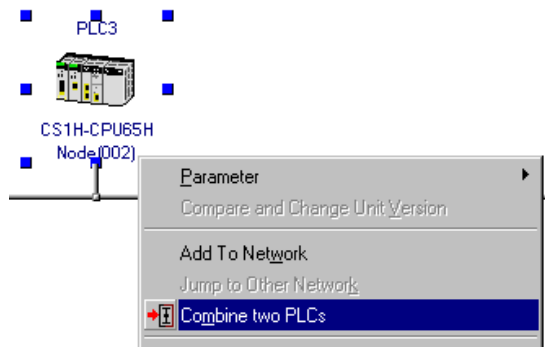 PLC3
CS1H-CPU65H
Node(002)
Parameter
Compare and Change Unit Version
Add To Network
Jump to Other Network
Combine two PLCs